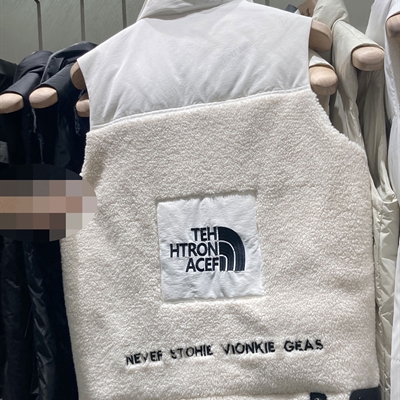 TEH
HTRON
ACEF
NEVER STOHIE VIONKIE GEAS